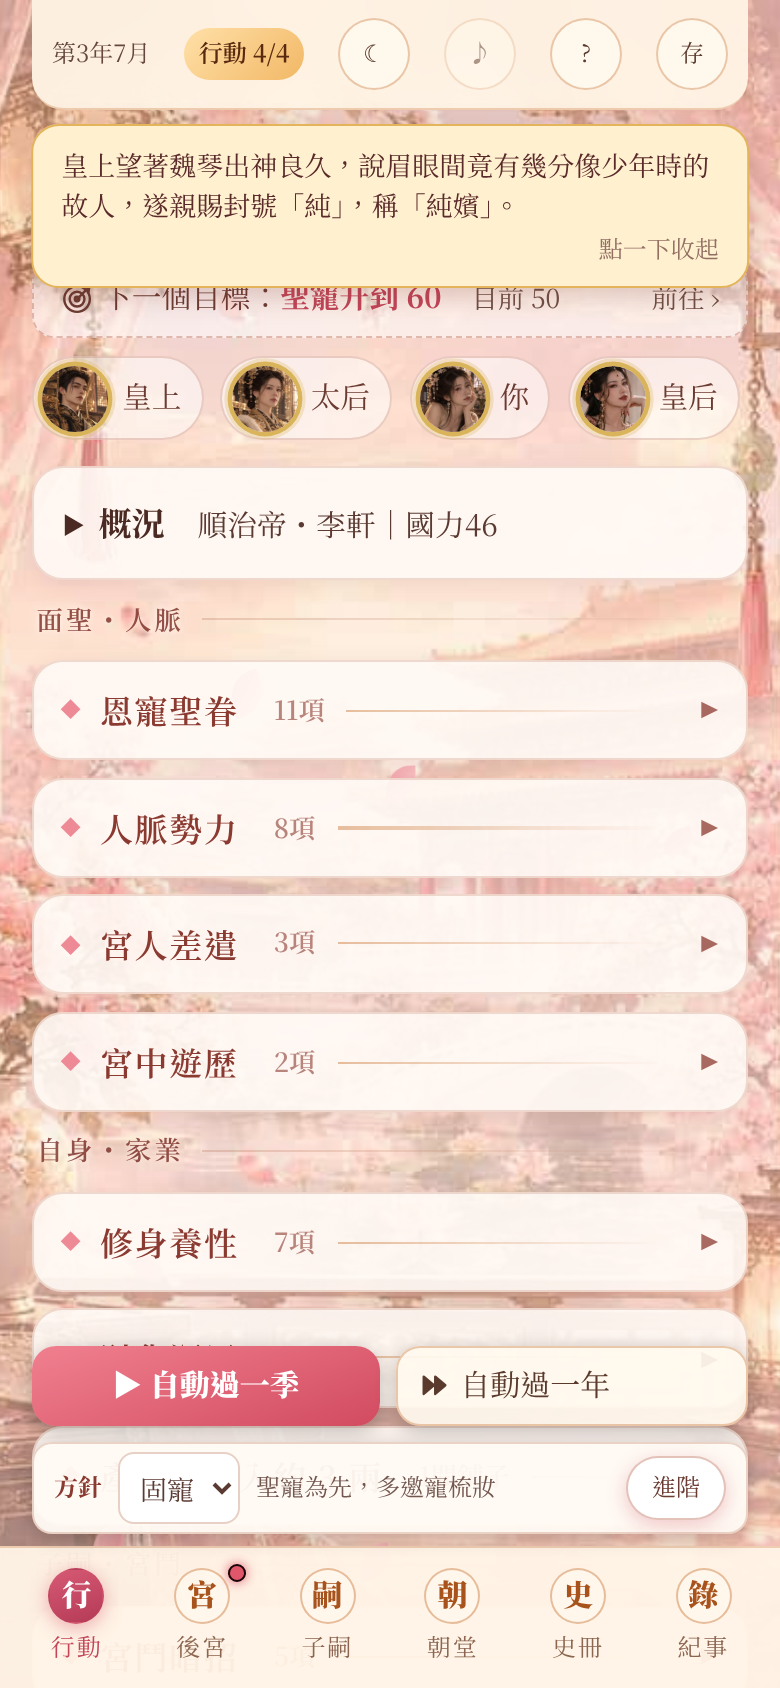 第3年7月 行動 4/4 ? 存
皇上望著魏琴出神良久，說眉眼間竟有幾分像少年時的
故人，遂親賜封號「純」，稱「純嬪」。
點一下收起
下一個目標：聖寵升到 60 目前 50 前往 ›
皇上 太后 你 皇后
▶ 概況 順治帝・李軒｜國力46
面聖・人脈
恩寵聖眷 11項 ▶
人脈勢力 8項 ▶
宮人差遣 3項 ▶
宮中遊歷 2項 ▶
自身・家業
修身養性 7項 ▶
▶ 自動過一季 自動過一年
方針 固寵 聖寵為先，多邀寵梳妝 進階
行 宮 嗣 朝 史 錄
行動 後宮 子嗣 朝堂 史冊 紀事